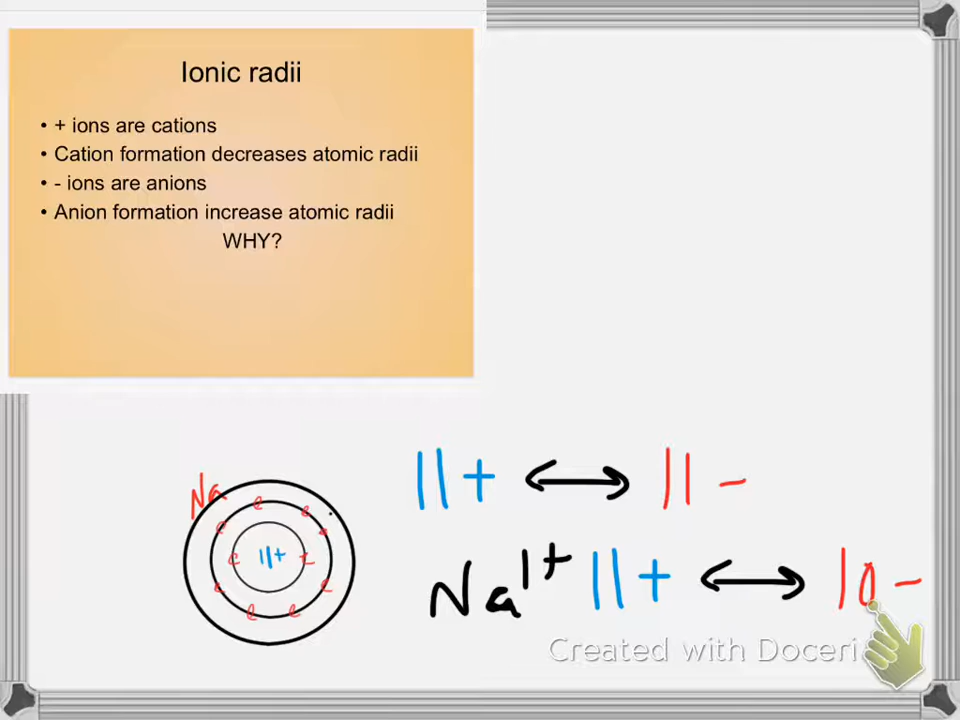 Ionic radii
• + ions are cations
• Cation formation decreases atomic radii
• - ions are anions
• Anion formation increase atomic radii
WHY?
11+ ↔ 11-
Na
e e
e e
e 11+ e
e e
e e
Na1+ 11+ ↔ 10-
Created with Doceri